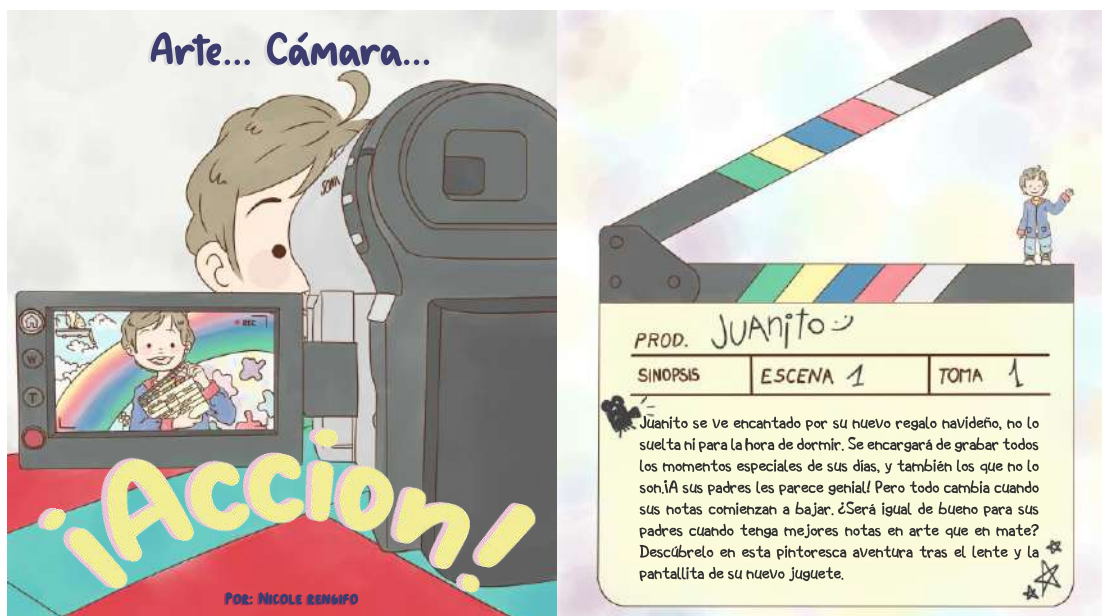 Arte... Cámara...
SONY
REC
W
T
¡Accion!
POR: NICOLE RENGIFO
PROD. JUANITO
SINOPSIS ESCENA 1 TOMA 1
Juanito se ve encantado por su nuevo regalo navideño, no lo
suelta ni para la hora de dormir. Se encargará de grabar todos
los momentos especiales de sus días, y también los que no lo
son.¡A sus padres les parece genial! Pero todo cambia cuando
sus notas comienzan a bajar. ¿Será igual de bueno para sus
padres cuando tenga mejores notas en arte que en mate?
Descúbrelo en esta pintoresca aventura tras el lente y la
pantallita de su nuevo juguete.